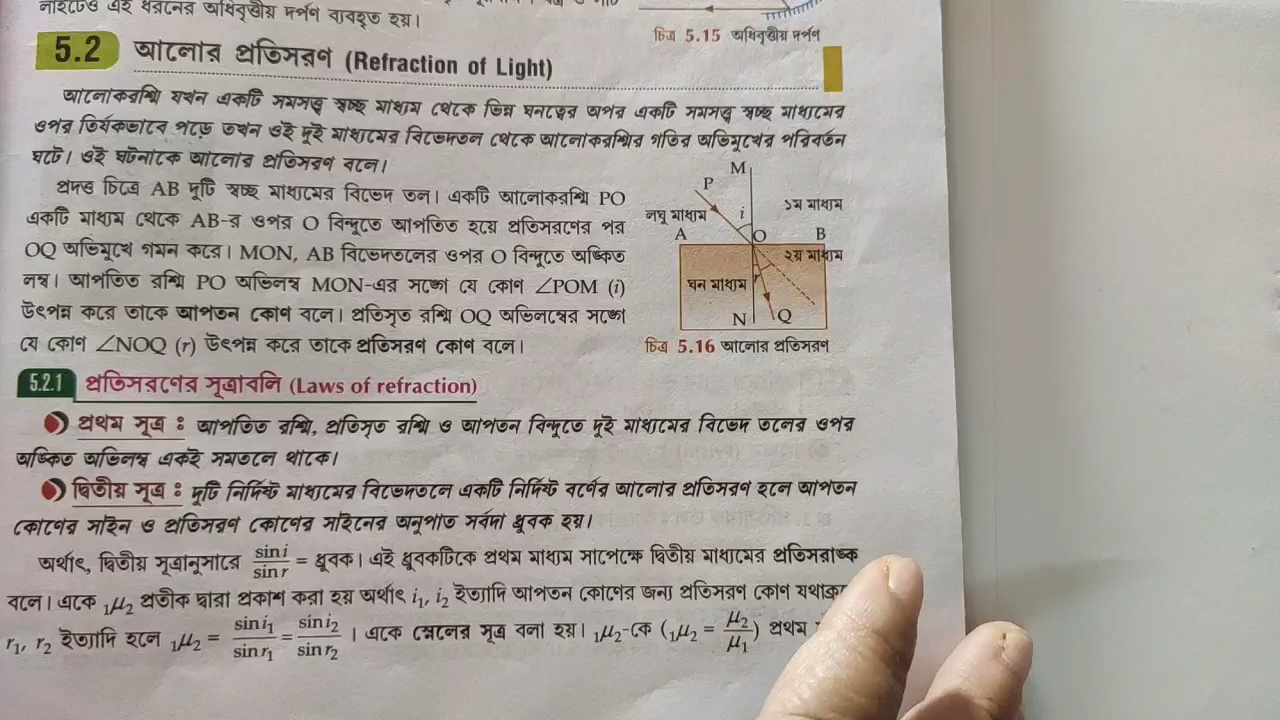 নাইটেও এই ধরনের অধিবৃত্তীয় দর্পণ ব্যবহৃত হয়।
চিত্র 5.15 অধিবৃত্তীয় দর্পণ
5.2 আলোর প্রতিসরণ (Refraction of Light)
আলোকরশ্মি যখন একটি সমসত্ত্ব স্বচ্ছ মাধ্যম থেকে ভিন্ন ঘনত্বের অপর একটি সমসত্ত্ব স্বচ্ছ মাধ্যমের
ওপর তির্যকভাবে পড়ে তখন ওই দুই মাধ্যমের বিভেদতল থেকে আলোকরশ্মির গতির অভিমুখের পরিবর্তন
ঘটে। ওই ঘটনাকে আলোর প্রতিসরণ বলে।
প্রদত্ত চিত্রে AB দুটি স্বচ্ছ মাধ্যমের বিভেদ তল। একটি আলোকরশ্মি PO
একটি মাধ্যম থেকে AB-র ওপর O বিন্দুতে আপতিত হয়ে প্রতিসরণের পর
OQ অভিমুখে গমন করে। MON, AB বিভেদতলের ওপর O বিন্দুতে অঙ্কিত
লম্ব। আপতিত রশ্মি PO অভিলম্ব MON-এর সঙ্গে যে কোণ ∠POM (i)
উৎপন্ন করে তাকে আপতন কোণ বলে। প্রতিসৃত রশ্মি OQ অভিলম্বের সঙ্গে
যে কোণ ∠NOQ (r) উৎপন্ন করে তাকে প্রতিসরণ কোণ বলে।
M
P
লঘু মাধ্যম i ১ম মাধ্যম
A O B
২য় মাধ্যম
ঘন মাধ্যম r
N Q
চিত্র 5.16 আলোর প্রতিসরণ
5.2.1 প্রতিসরণের সূত্রাবলি (Laws of refraction)
প্রথম সূত্র : আপতিত রশ্মি, প্রতিসৃত রশ্মি ও আপতন বিন্দুতে দুই মাধ্যমের বিভেদ তলের ওপর
অঙ্কিত অভিলম্ব একই সমতলে থাকে।
দ্বিতীয় সূত্র : দুটি নির্দিষ্ট মাধ্যমের বিভেদতলে একটি নির্দিষ্ট বর্ণের আলোর প্রতিসরণ হলে আপতন
কোণের সাইন ও প্রতিসরণ কোণের সাইনের অনুপাত সর্বদা ধ্রুবক হয়।
অর্থাৎ, দ্বিতীয় সূত্রানুসারে sin i / sin r = ধ্রুবক। এই ধ্রুবকটিকে প্রথম মাধ্যম সাপেক্ষে দ্বিতীয় মাধ্যমের প্রতিসরাঙ্ক
বলে। একে ₁μ₂ প্রতীক দ্বারা প্রকাশ করা হয় অর্থাৎ i₁, i₂ ইত্যাদি আপতন কোণের জন্য প্রতিসরণ কোণ
r₁, r₂ ইত্যাদি হলে ₁μ₂ = sin i₁ / sin r₁ = sin i₂ / sin r₂ । একে স্নেলের সূত্র বলা হয়। ₁μ₂-কে (₁μ₂ = μ₂ / μ₁) প্রথম